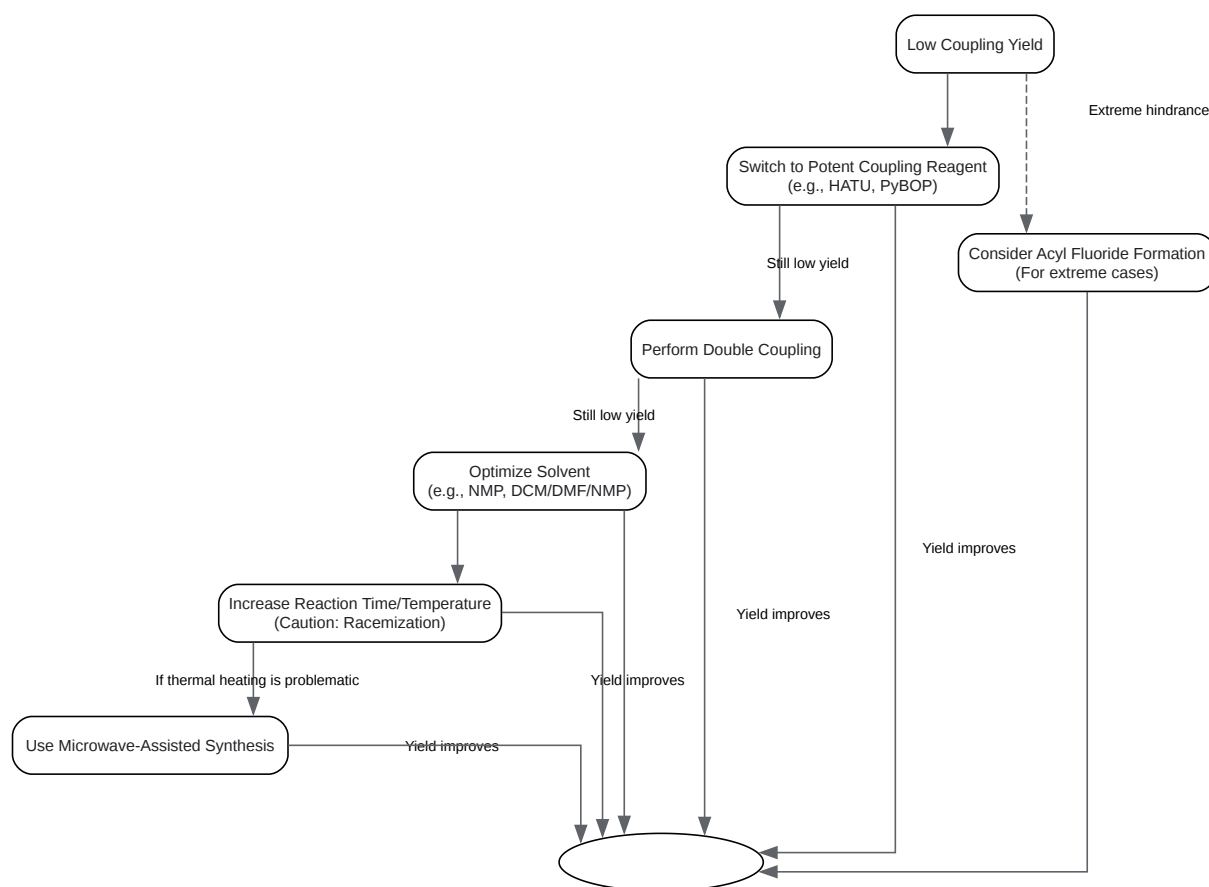 Low Coupling Yield
Extreme hindrance
Switch to Potent Coupling Reagent
(e.g., HATU, PyBOP)
Consider Acyl Fluoride Formation
(For extreme cases)
Still low yield
Perform Double Coupling
Still low yield
Optimize Solvent
(e.g., NMP, DCM/DMF/NMP)
Yield improves
Increase Reaction Time/Temperature
(Caution: Racemization)
Yield improves
If thermal heating is problematic
Yield improves
Use Microwave-Assisted Synthesis
Yield improves